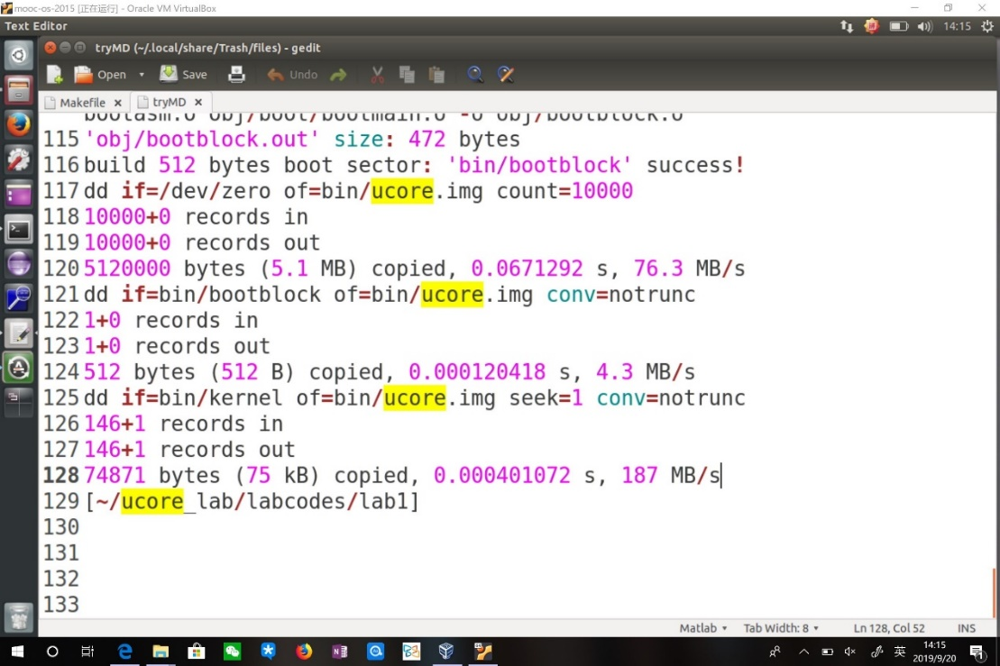 mooc-os-2015 [正在运行] - Oracle VM VirtualBox
Text Editor
14:15
tryMD (~/.local/share/Trash/files) - gedit
Open Save Undo
Makefile tryMD
bootasm.o obj/boot/bootmain.o -o obj/bootblock.o
115 'obj/bootblock.out' size: 472 bytes
116 build 512 bytes boot sector: 'bin/bootblock' success!
117 dd if=/dev/zero of=bin/ucore.img count=10000
118 10000+0 records in
119 10000+0 records out
120 5120000 bytes (5.1 MB) copied, 0.0671292 s, 76.3 MB/s
121 dd if=bin/bootblock of=bin/ucore.img conv=notrunc
122 1+0 records in
123 1+0 records out
124 512 bytes (512 B) copied, 0.000120418 s, 4.3 MB/s
125 dd if=bin/kernel of=bin/ucore.img seek=1 conv=notrunc
126 146+1 records in
127 146+1 records out
128 74871 bytes (75 kB) copied, 0.000401072 s, 187 MB/s
129 [~/ucore_lab/labcodes/lab1]
130
131
132
133
Matlab Tab Width: 8 Ln 128, Col 52 INS
英 14:15
2019/9/20